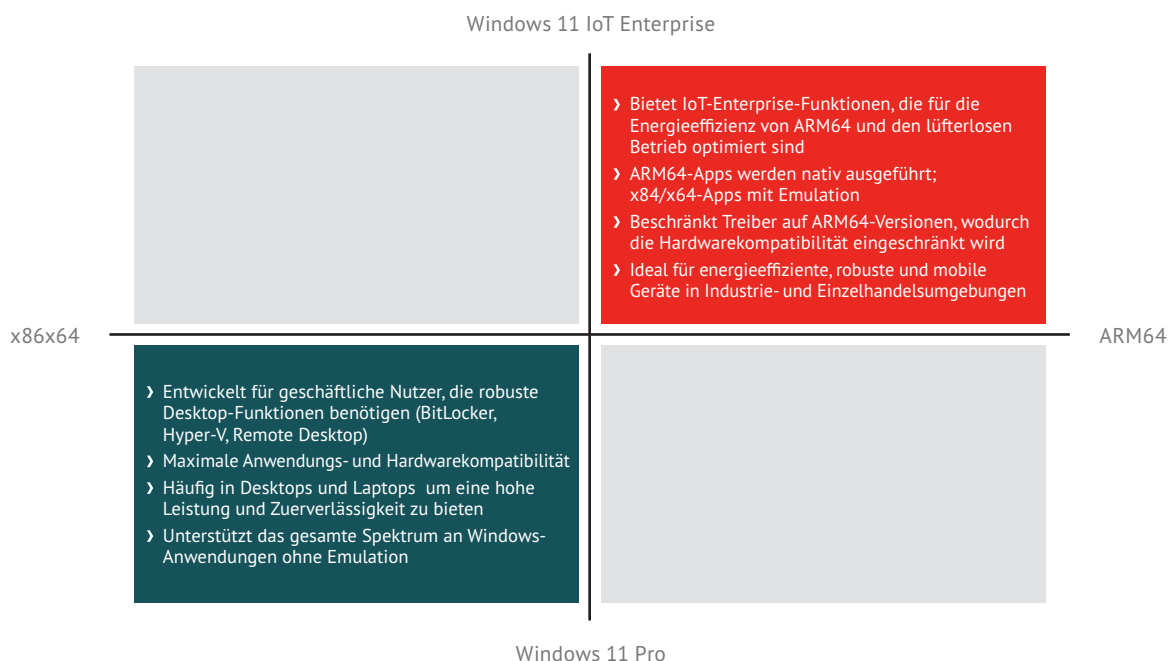 Windows 11 IoT Enterprise
❯ Bietet IoT-Enterprise-Funktionen, die für die
Energieeffizienz von ARM64 und den lüfterlosen
Betrieb optimiert sind
❯ ARM64-Apps werden nativ ausgeführt;
x84/x64-Apps mit Emulation
❯ Beschränkt Treiber auf ARM64-Versionen, wodurch
die Hardwarekompatibilität eingeschränkt wird
❯ Ideal für energieeffiziente, robuste und mobile
Geräte in Industrie- und Einzelhandelsumgebungen
x86x64
ARM64
❯ Entwickelt für geschäftliche Nutzer, die robuste
Desktop-Funktionen benötigen (BitLocker,
Hyper-V, Remote Desktop)
❯ Maximale Anwendungs- und Hardwarekompatibilität
❯ Häufig in Desktops und Laptops  um eine hohe
Leistung und Zuerverlässigkeit zu bieten
❯ Unterstützt das gesamte Spektrum an Windows-
Anwendungen ohne Emulation
Windows 11 Pro